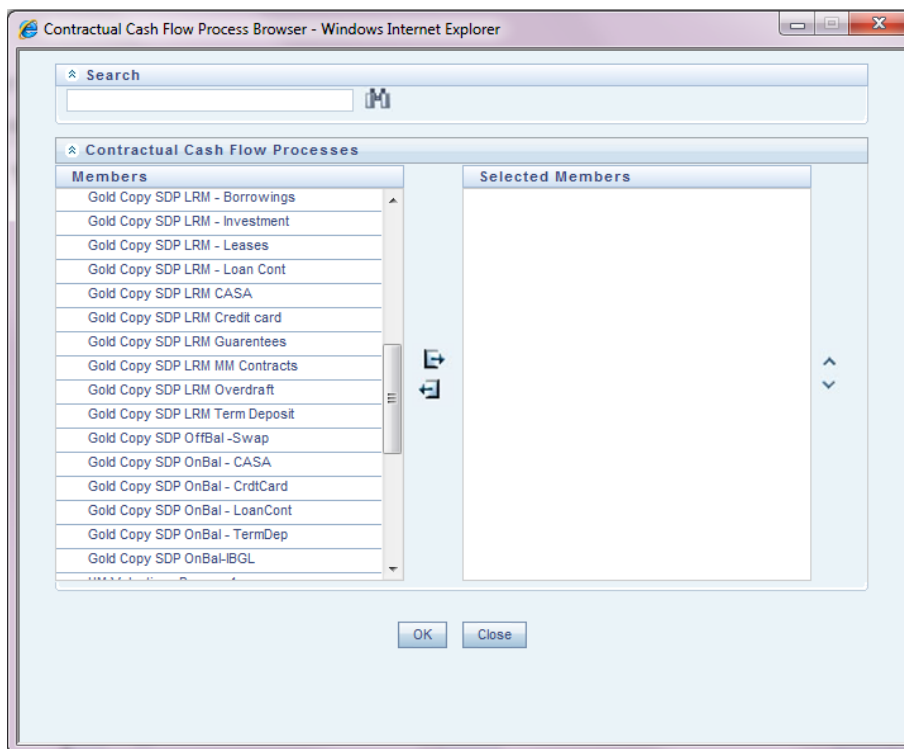 Contractual Cash Flow Process Browser - Windows Internet Explorer
Search
Contractual Cash Flow Processes
Members
Selected Members
Gold Copy SDP LRM - Borrowings
Gold Copy SDP LRM - Investment
Gold Copy SDP LRM - Leases
Gold Copy SDP LRM - Loan Cont
Gold Copy SDP LRM CASA
Gold Copy SDP LRM Credit card
Gold Copy SDP LRM Guarentees
Gold Copy SDP LRM MM Contracts
Gold Copy SDP LRM Overdraft
Gold Copy SDP LRM Term Deposit
Gold Copy SDP OffBal -Swap
Gold Copy SDP OnBal - CASA
Gold Copy SDP OnBal - CrdtCard
Gold Copy SDP OnBal - LoanCont
Gold Copy SDP OnBal - TermDep
Gold Copy SDP OnBal-IBGL
OK
Close